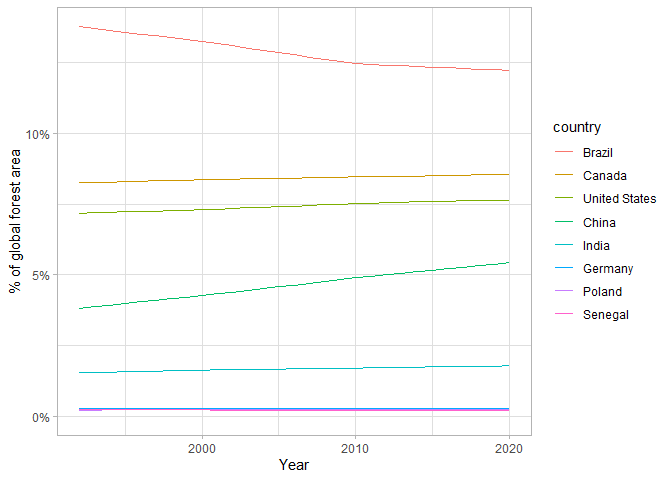 % of global forest area
10%
5%
0%
2000
2010
2020
Year
country
Brazil
Canada
United States
China
India
Germany
Poland
Senegal